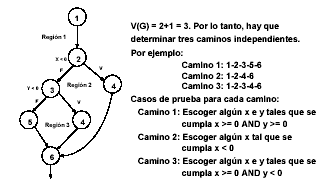 1
Región 1
X < 0
2
F
V
Y < 0
3
Región 2
4
F
V
5
Región 3
4
6
V(G) = 2+1 = 3. Por lo tanto, hay que
determinar tres caminos independientes.
Por ejemplo:
Camino 1: 1-2-3-5-6
Camino 2: 1-2-4-6
Camino 3: 1-2-3-4-6
Casos de prueba para cada camino:
Camino 1: Escoger algún x e y tales que se
cumpla x >= 0 AND y >= 0
Camino 2: Escoger algún x tal que se
cumpla x < 0
Camino 3: Escoger algún x e y tales que se
cumpla x >= 0 AND y < 0